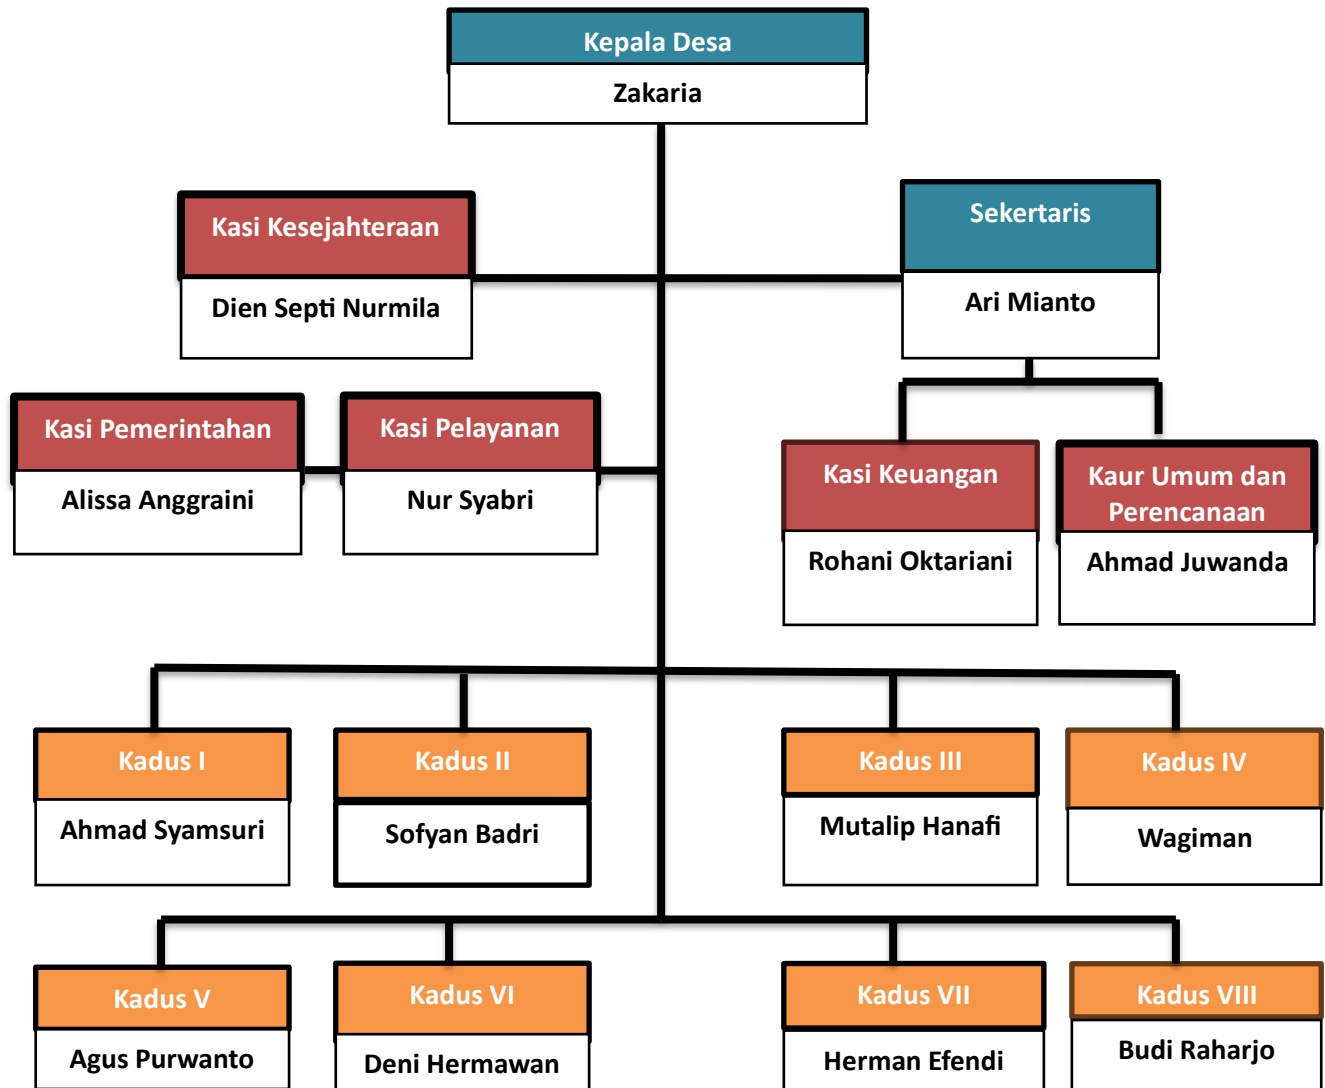 Kepala Desa
Zakaria
Kasi Kesejahteraan
Dien Septi Nurmila
Sekertaris
Ari Mianto
Kasi Pemerintahan
Alissa Anggraini
Kasi Pelayanan
Nur Syabri
Kasi Keuangan
Rohani Oktariani
Kaur Umum dan
Perencanaan
Ahmad Juwanda
Kadus I
Ahmad Syamsuri
Kadus II
Sofyan Badri
Kadus III
Mutalip Hanafi
Kadus IV
Wagiman
Kadus V
Agus Purwanto
Kadus VI
Deni Hermawan
Kadus VII
Herman Efendi
Kadus VIII
Budi Raharjo